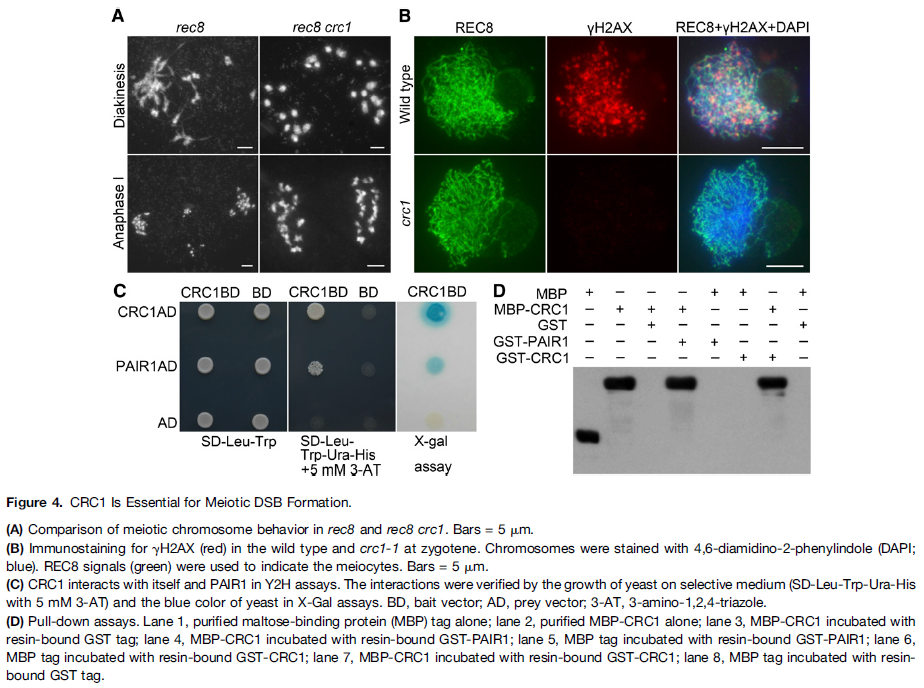 A
rec8
rec8 crc1
Diakinesis
Anaphase I
B
REC8
γH2AX
REC8+γH2AX+DAPI
Wild type
crc1
C
CRC1BD BD CRC1BD BD CRC1BD
CRC1AD
PAIR1AD
AD
SD-Leu-Trp
SD-Leu-
Trp-Ura-His
+5 mM 3-AT
X-gal
assay
D
MBP + – – – + + – +
MBP-CRC1 – + + + – – + –
GST – – + – – – – +
GST-PAIR1 – – – + + – – –
GST-CRC1 – – – – – + + –
Figure 4. CRC1 Is Essential for Meiotic DSB Formation.
(A) Comparison of meiotic chromosome behavior in rec8 and rec8 crc1. Bars = 5 μm.
(B) Immunostaining for γH2AX (red) in the wild type and crc1-1 at zygotene. Chromosomes were stained with 4,6-diamidino-2-phenylindole (DAPI;
blue). REC8 signals (green) were used to indicate the meiocytes. Bars = 5 μm.
(C) CRC1 interacts with itself and PAIR1 in Y2H assays. The interactions were verified by the growth of yeast on selective medium (SD-Leu-Trp-Ura-His
with 5 mM 3-AT) and the blue color of yeast in X-Gal assays. BD, bait vector; AD, prey vector; 3-AT, 3-amino-1,2,4-triazole.
(D) Pull-down assays. Lane 1, purified maltose-binding protein (MBP) tag alone; lane 2, purified MBP-CRC1 alone; lane 3, MBP-CRC1 incubated with
resin-bound GST tag; lane 4, MBP-CRC1 incubated with resin-bound GST-PAIR1; lane 5, MBP tag incubated with resin-bound GST-PAIR1; lane 6,
MBP tag incubated with resin-bound GST-CRC1; lane 7, MBP-CRC1 incubated with resin-bound GST-CRC1; lane 8, MBP tag incubated with resin-
bound GST tag.